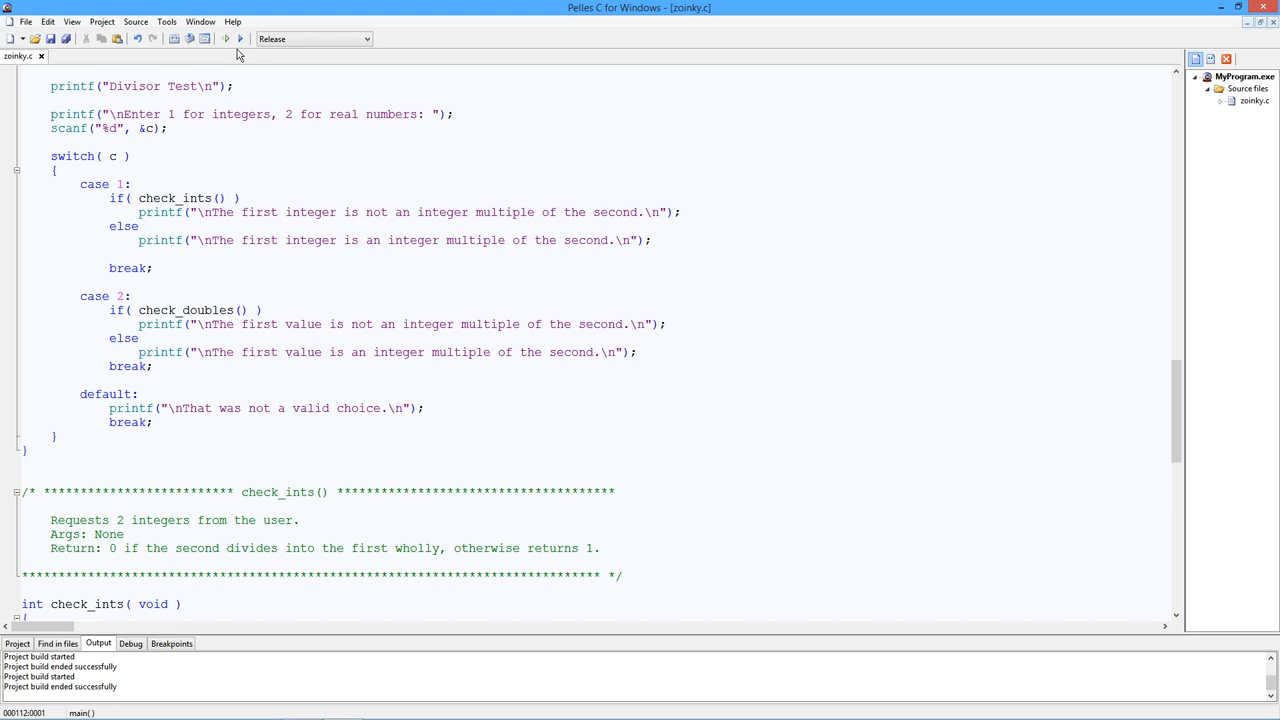 Pelles C for Windows - [zoinky.c]
File Edit View Project Source Tools Window Help
Release
zoinky.c
printf("Divisor Test\n");
printf("\nEnter 1 for integers, 2 for real numbers: ");
scanf("%d", &c);
switch( c )
{
case 1:
if( check_ints() )
printf("\nThe first integer is not an integer multiple of the second.\n");
else
printf("\nThe first integer is an integer multiple of the second.\n");
break;
case 2:
if( check_doubles() )
printf("\nThe first value is not an integer multiple of the second.\n");
else
printf("\nThe first value is an integer multiple of the second.\n");
break;
default:
printf("\nThat was not a valid choice.\n");
break;
}
}
/* ************************** check_ints() **************************************
Requests 2 integers from the user.
Args: None
Return: 0 if the second divides into the first wholly, otherwise returns 1.
******************************************************************************** */
int check_ints( void )
{
MyProgram.exe
Source files
zoinky.c
Project Find in files Output Debug Breakpoints
Project build started
Project build ended successfully
Project build started
Project build ended successfully
000112:0001 main( )